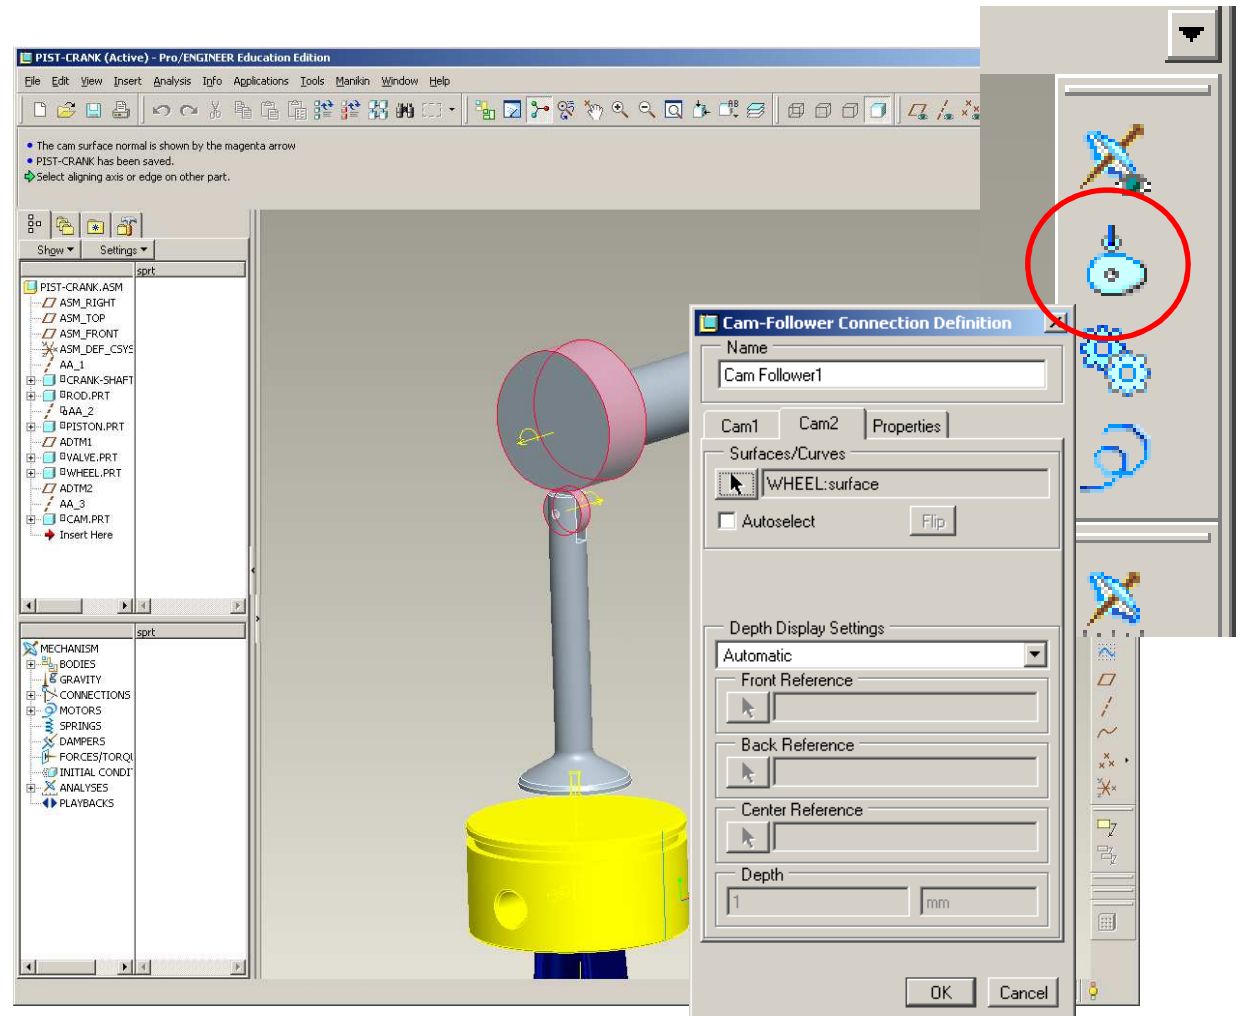 PIST-CRANK (Active) - Pro/ENGINEER Education Edition
File Edit View Insert Analysis Info Applications Tools Manikin Window Help
The cam surface normal is shown by the magenta arrow
PIST-CRANK has been saved.
Select aligning axis or edge on other part.
Show Settings
sprt
PIST-CRANK.ASM
ASM_RIGHT
ASM_TOP
ASM_FRONT
ASM_DEF_CSYS
AA_1
CRANK-SHAFT
ROD.PRT
AA_2
PISTON.PRT
ADTM1
VALVE.PRT
WHEEL.PRT
ADTM2
AA_3
CAM.PRT
Insert Here
sprt
MECHANISM
BODIES
GRAVITY
CONNECTIONS
MOTORS
SPRINGS
DAMPERS
FORCES/TORQU
INITIAL CONDI
ANALYSES
PLAYBACKS
Cam-Follower Connection Definition
Name
Cam Follower1
Cam1 Cam2 Properties
Surfaces/Curves
WHEEL:surface
Autoselect Flip
Depth Display Settings
Automatic
Front Reference
Back Reference
Center Reference
Depth
1 mm
OK Cancel